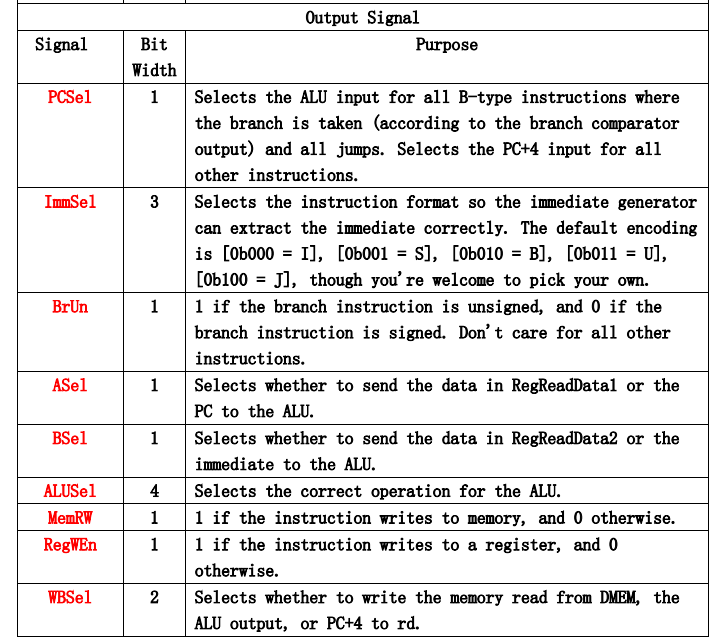 Output Signal
Signal Bit Width Purpose
PCSel 1 Selects the ALU input for all B-type instructions where
the branch is taken (according to the branch comparator
output) and all jumps. Selects the PC+4 input for all
other instructions.
ImmSel 3 Selects the instruction format so the immediate generator
can extract the immediate correctly. The default encoding
is [0b000 = I], [0b001 = S], [0b010 = B], [0b011 = U],
[0b100 = J], though you're welcome to pick your own.
BrUn 1 1 if the branch instruction is unsigned, and 0 if the
branch instruction is signed. Don't care for all other
instructions.
ASel 1 Selects whether to send the data in RegReadData1 or the
PC to the ALU.
BSel 1 Selects whether to send the data in RegReadData2 or the
immediate to the ALU.
ALUSel 4 Selects the correct operation for the ALU.
MemRW 1 1 if the instruction writes to memory, and 0 otherwise.
RegWEn 1 1 if the instruction writes to a register, and 0
otherwise.
WBSel 2 Selects whether to write the memory read from DMEM, the
ALU output, or PC+4 to rd.